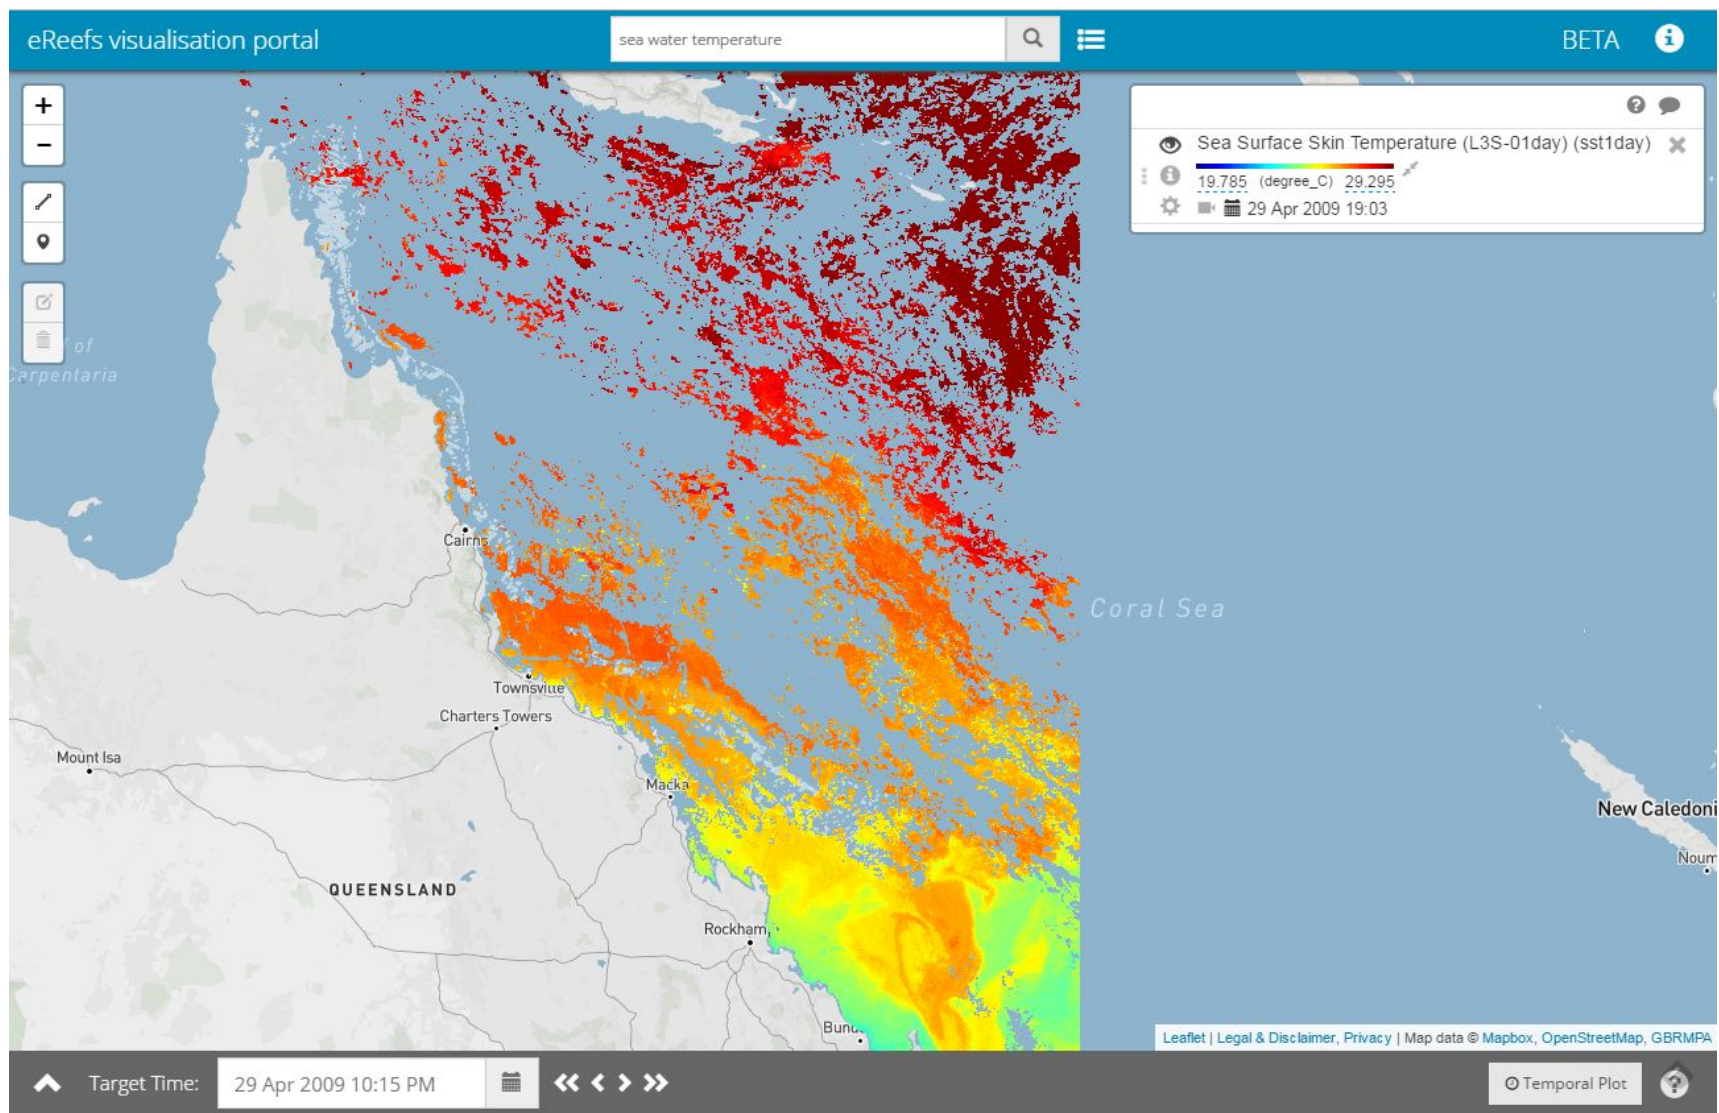 eReefs visualisation portal
sea water temperature
BETA
Sea Surface Skin Temperature (L3S-01day) (sst1day)
19.785 (degree_C) 29.295
29 Apr 2009 19:03
of
Carpentaria
Cairns
Coral Sea
Townsville
Charters Towers
Mount Isa
Macka
New Caledoni
Noum
QUEENSLAND
Rockham
Bund
Leaflet | Legal & Disclaimer, Privacy | Map data © Mapbox, OpenStreetMap, GBRMPA
Target Time: 29 Apr 2009 10:15 PM
Temporal Plot